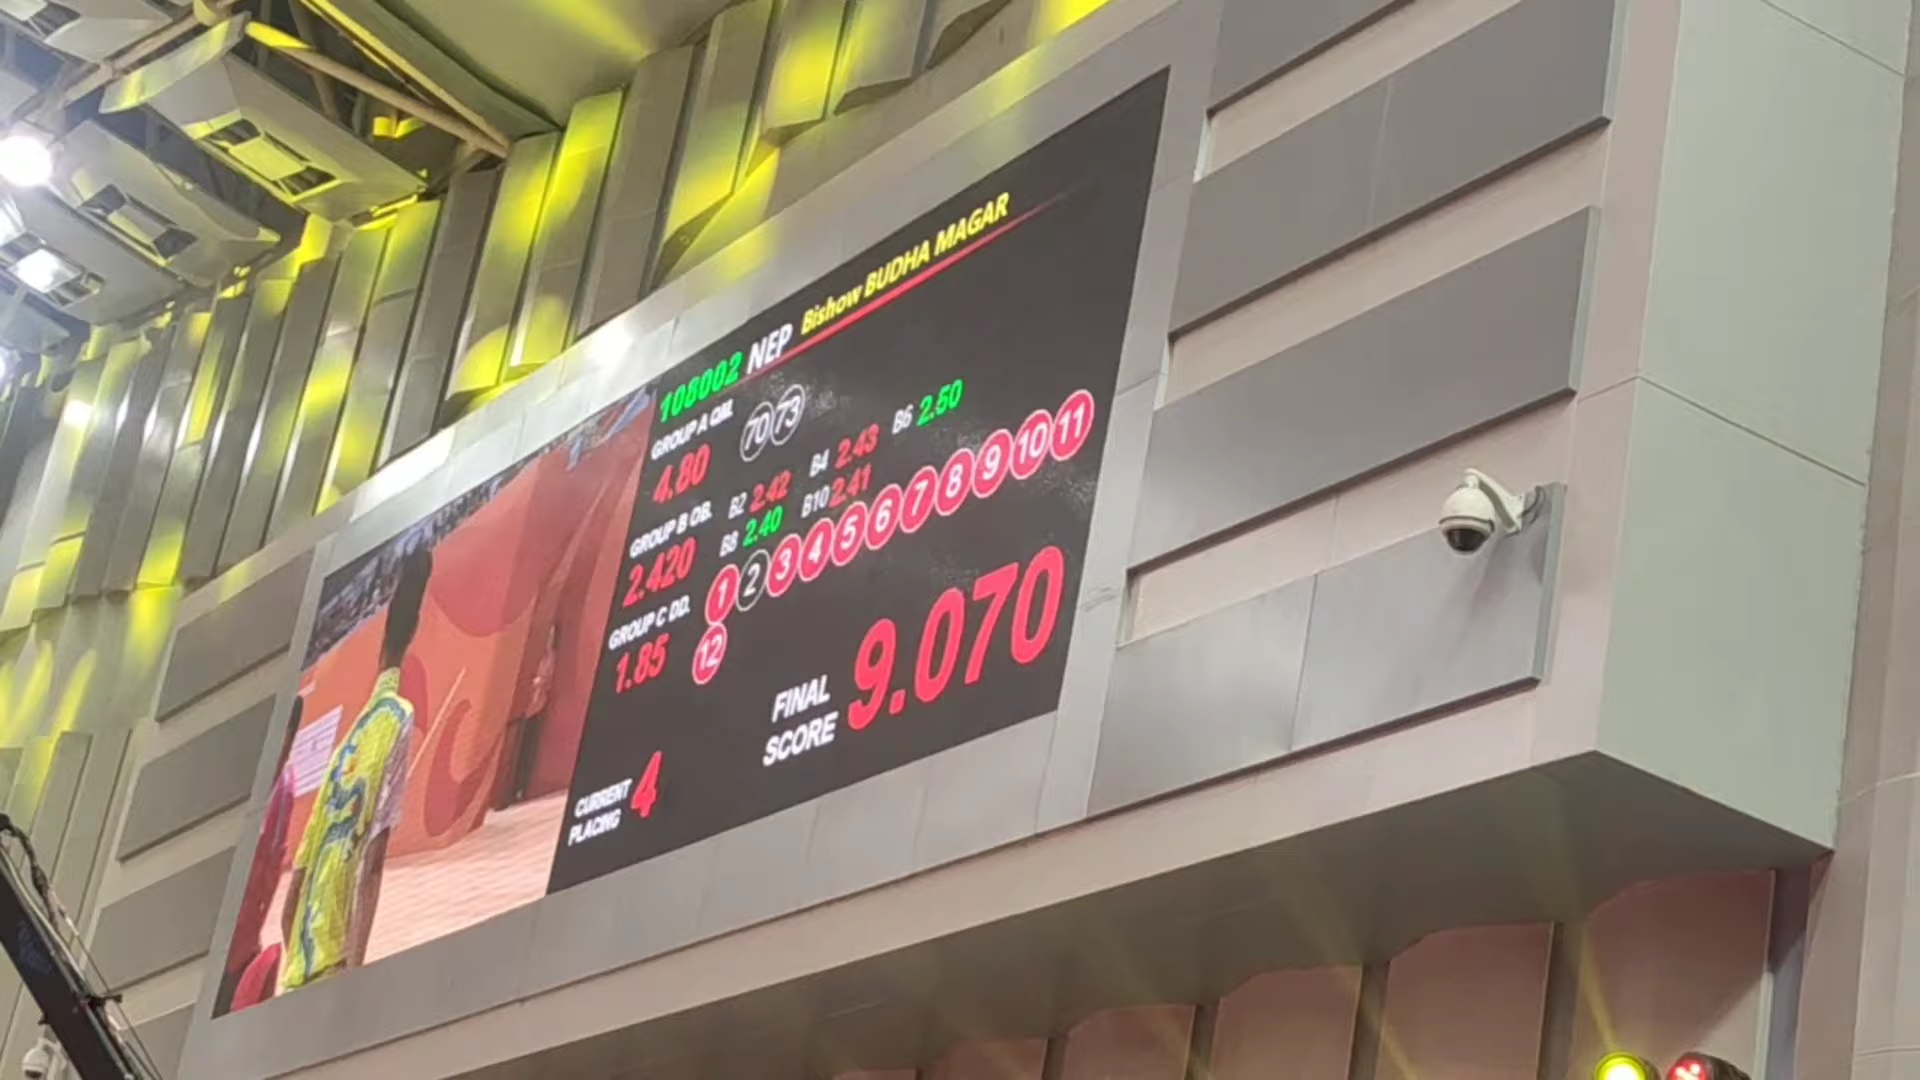 108002 NEP Bishow BUDHA MAGAR
GROUP A QM.
4.80
70 73
GROUP B OB.
2.420
B2 2.42 B4 2.43 B6 2.50
B8 2.40 B10 2.41
GROUP C DD.
1.85
1 2 3 4 5 6 7 8 9 10 11
12
FINAL
SCORE
9.070
CURRENT
PLACING
4